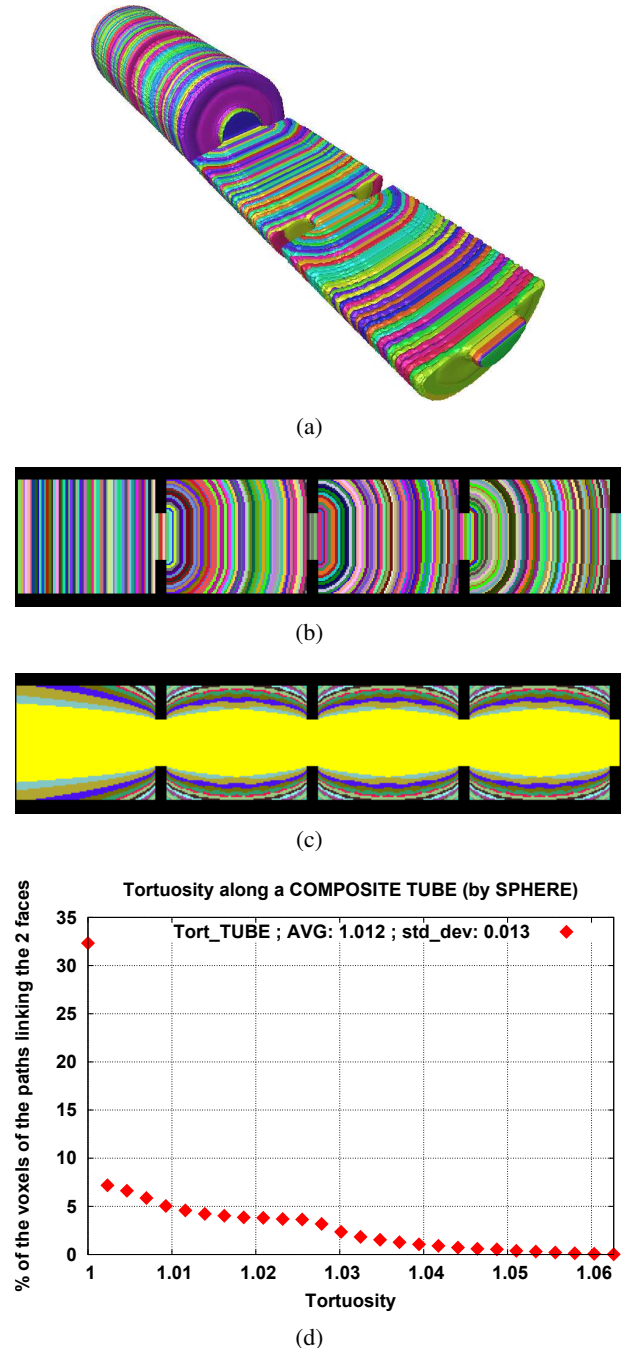 (a)
(b)
(c)
Tortuosity along a COMPOSITE TUBE (by SPHERE)
% of the voxels of the paths linking the 2 faces
35
30
25
20
15
10
5
0
Tort_TUBE ; AVG: 1.012 ; std_dev: 0.013
1 1.01 1.02 1.03 1.04 1.05 1.06
Tortuosity
(d)